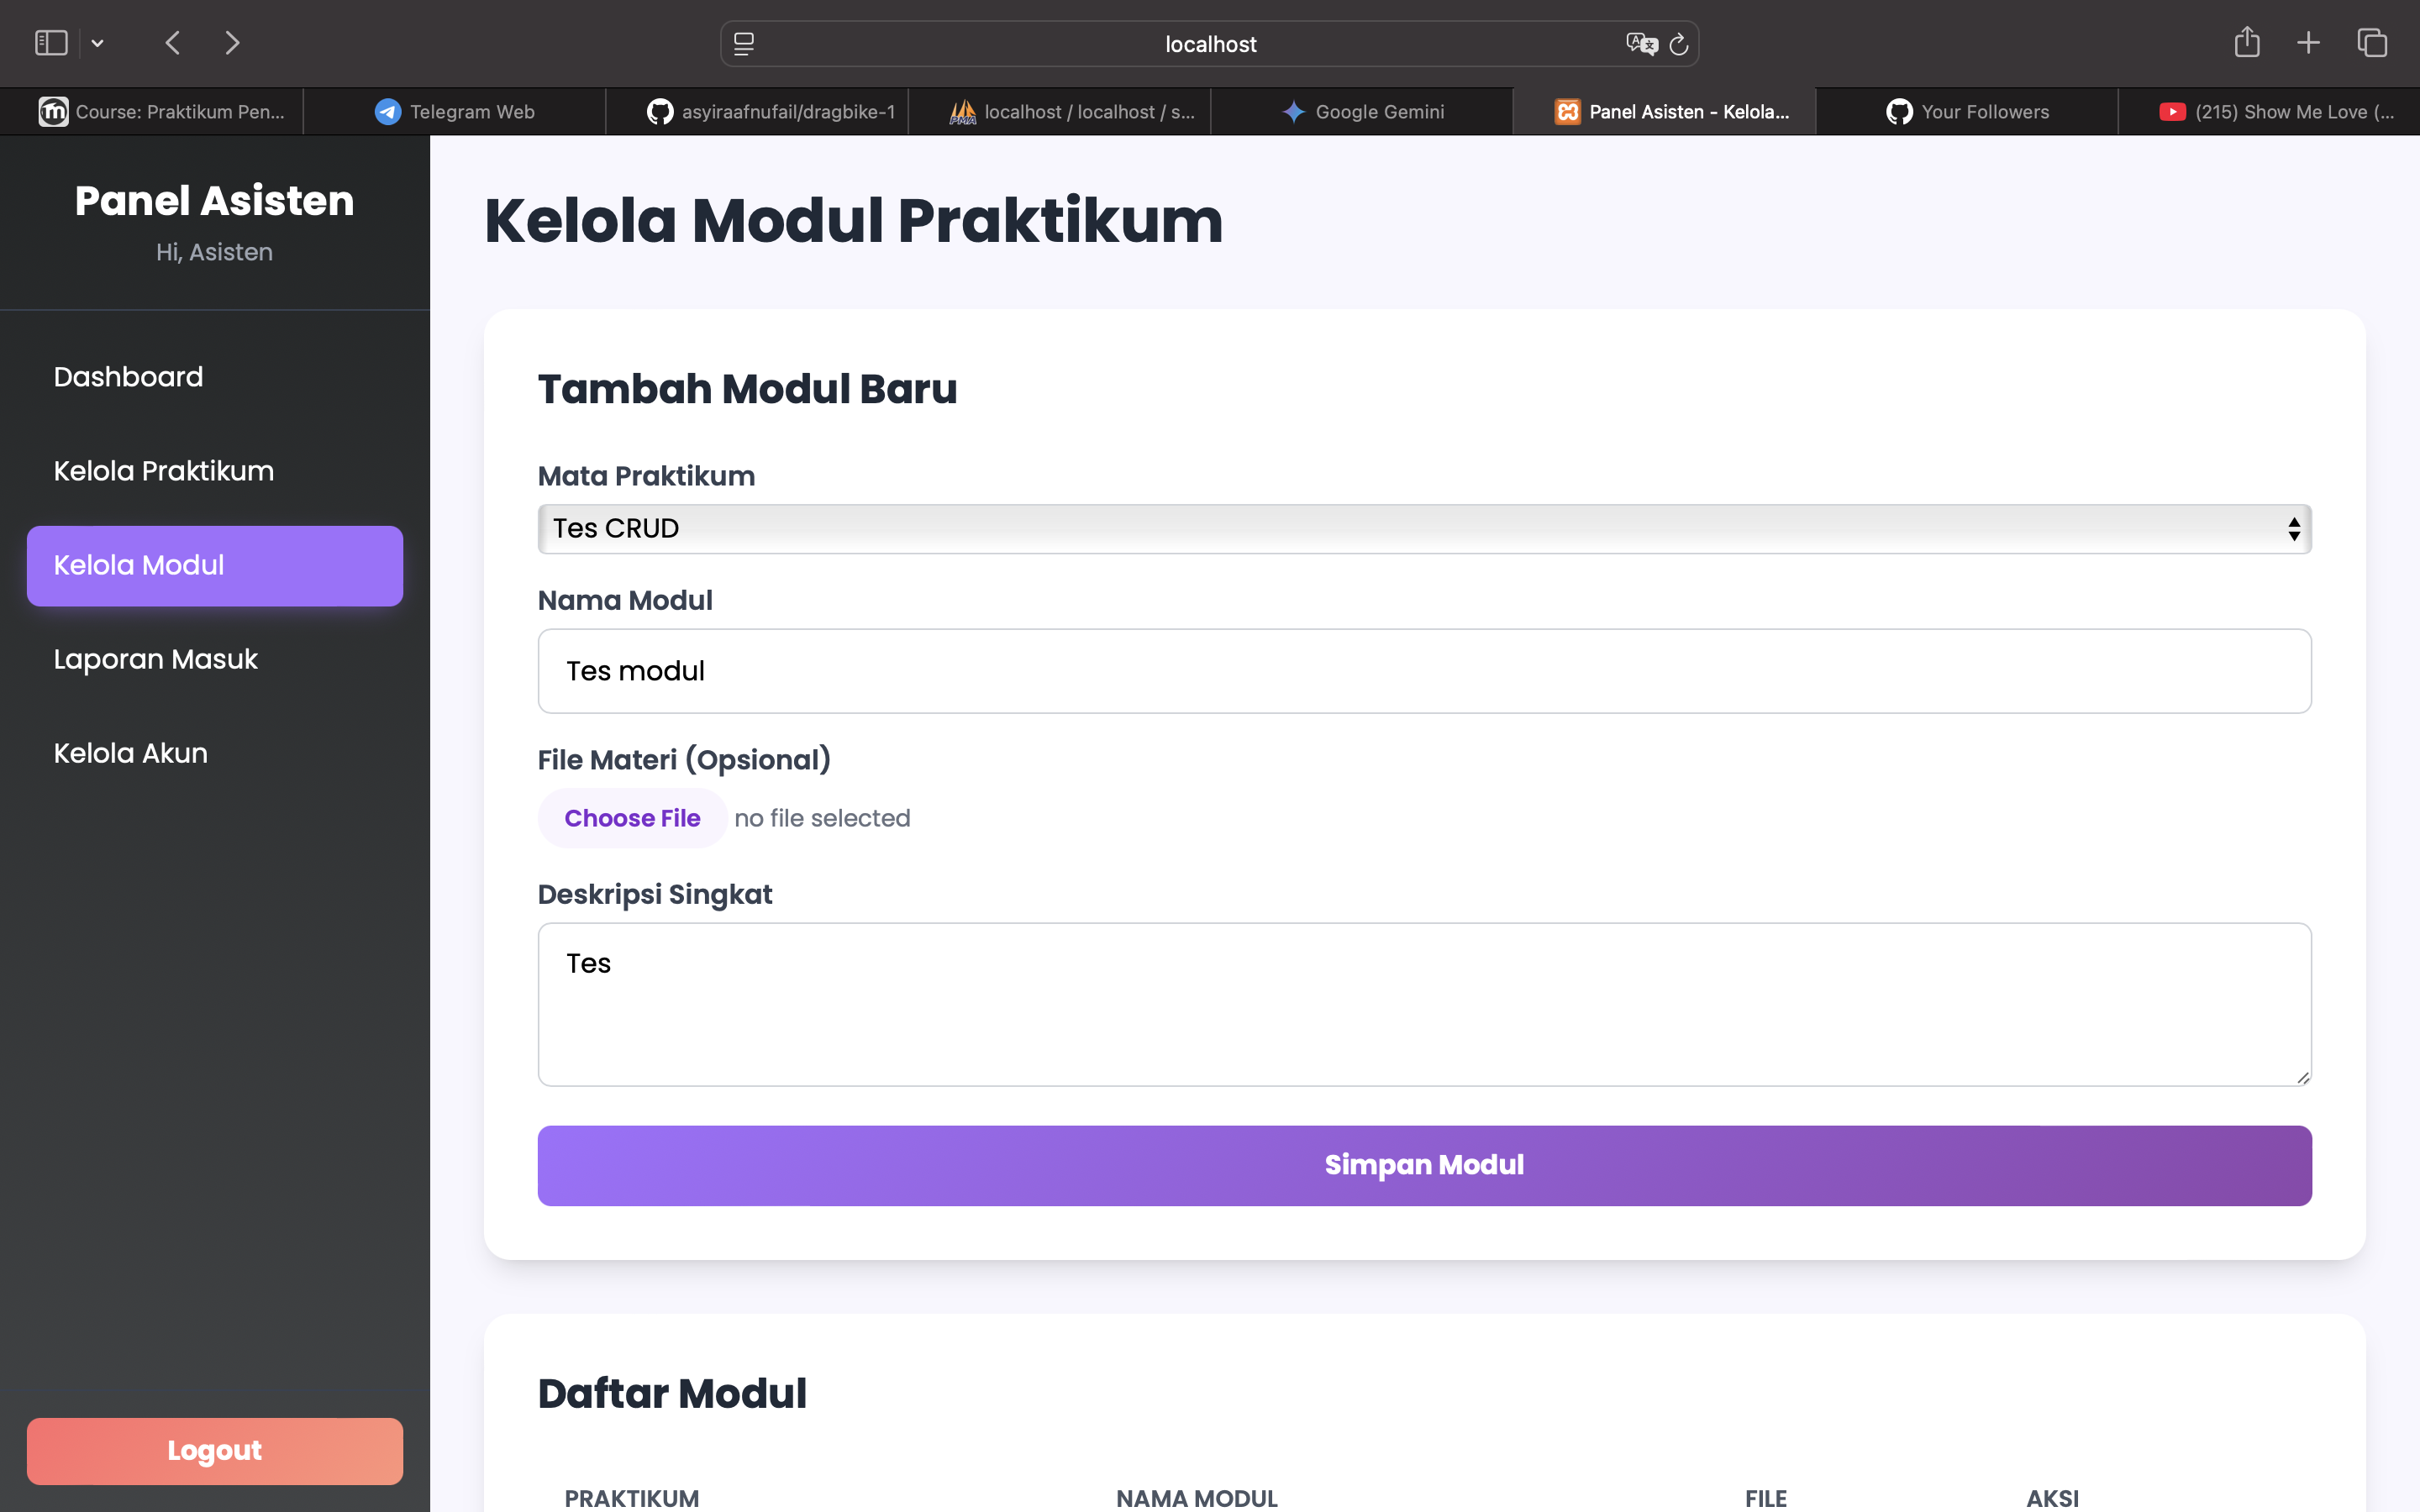 localhost
Course: Praktikum Pen...
Telegram Web
asyiraafnufail/dragbike-1
localhost / localhost / s...
Google Gemini
Panel Asisten - Kelola...
Your Followers
(215) Show Me Love (...
Panel Asisten
Hi, Asisten
Dashboard
Kelola Praktikum
Kelola Modul
Laporan Masuk
Kelola Akun
Logout
Kelola Modul Praktikum
Tambah Modul Baru
Mata Praktikum
Tes CRUD
Nama Modul
Tes modul
File Materi (Opsional)
Choose File no file selected
Deskripsi Singkat
Tes
Simpan Modul
Daftar Modul
PRAKTIKUM NAMA MODUL FILE AKSI